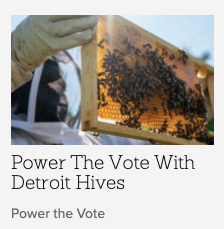 Power The Vote With
Detroit Hives
Power the Vote